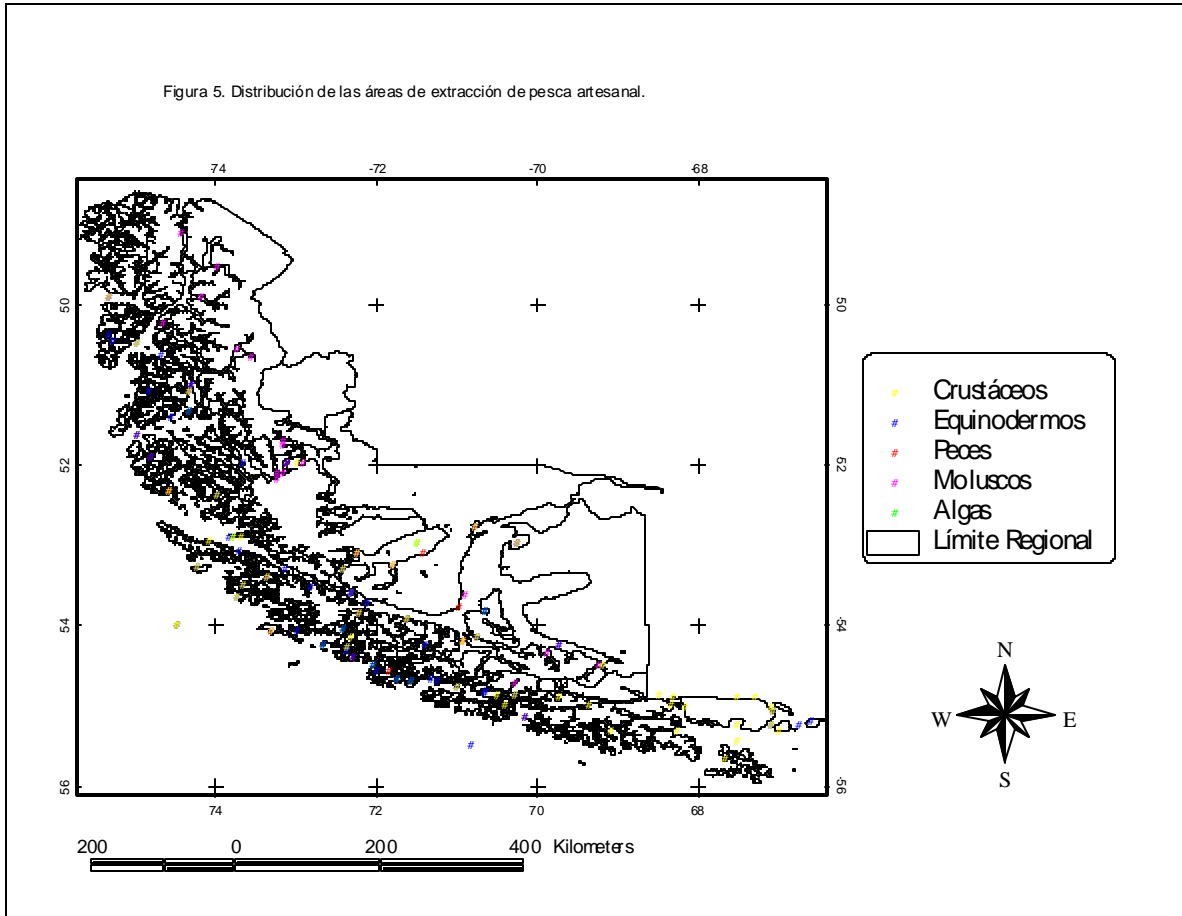 Figura 5. Distribución de las áreas de extracción de pesca artesanal.
-74 -72 -70 -68
50 50
52 52
54 -54
56 -56
74 72 70 68
# Crustáceos
# Equinodermos
# Peces
# Moluscos
# Algas
Límite Regional
N
W E
S
200 0 200 400 Kilometers